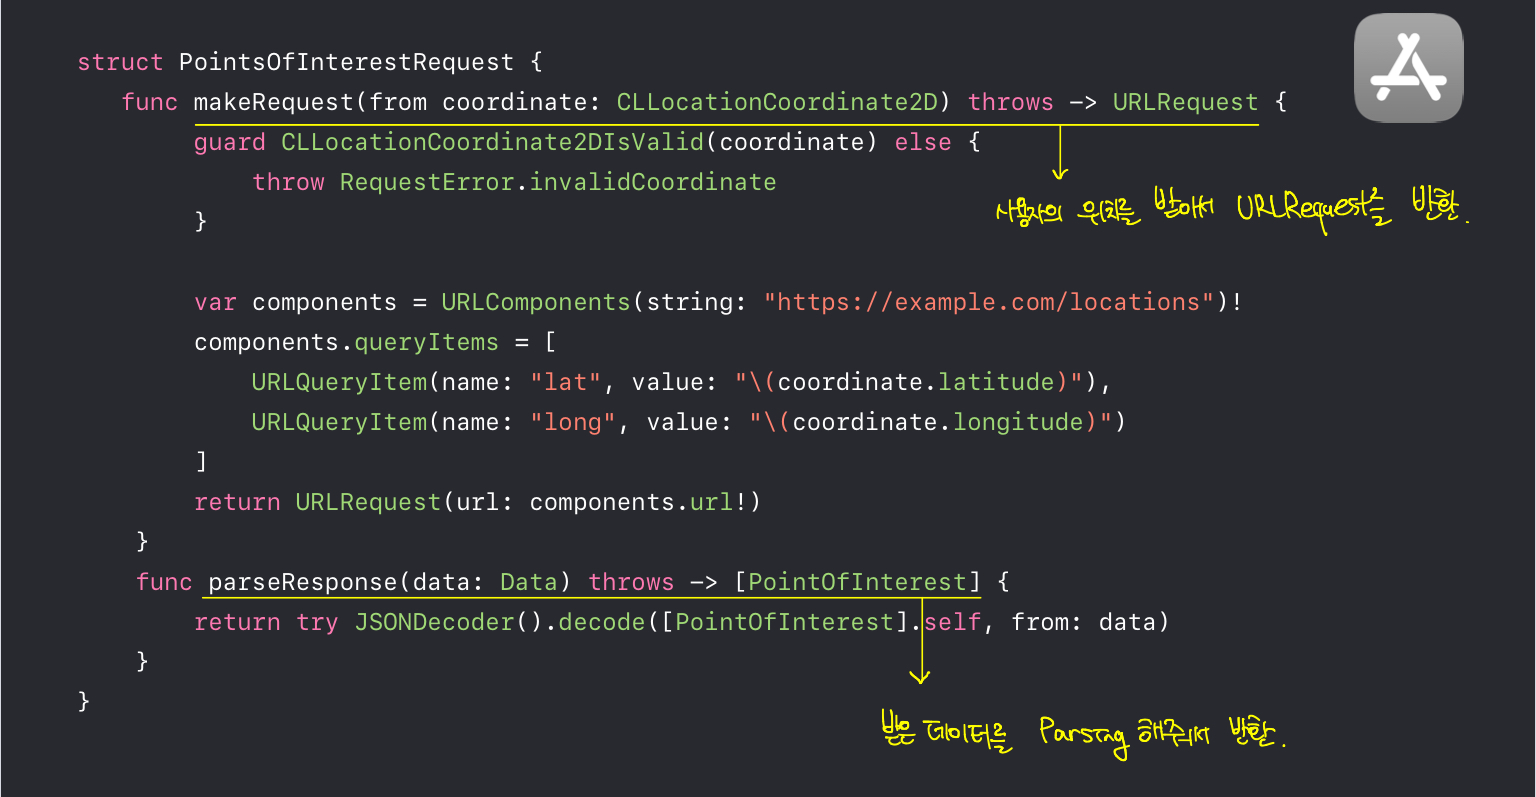 struct PointsOfInterestRequest {
func makeRequest(from coordinate: CLLocationCoordinate2D) throws -> URLRequest {
guard CLLocationCoordinate2DIsValid(coordinate) else {
throw RequestError.invalidCoordinate
}
사용자의 위치를 받아서 URLRequest를 반환.
var components = URLComponents(string: "https://example.com/locations")!
components.queryItems = [
URLQueryItem(name: "lat", value: "\(coordinate.latitude)"),
URLQueryItem(name: "long", value: "\(coordinate.longitude)")
]
return URLRequest(url: components.url!)
}
func parseResponse(data: Data) throws -> [PointOfInterest] {
return try JSONDecoder().decode([PointOfInterest].self, from: data)
}
}
받은 데이터를 Parsing 해줘서 반환.